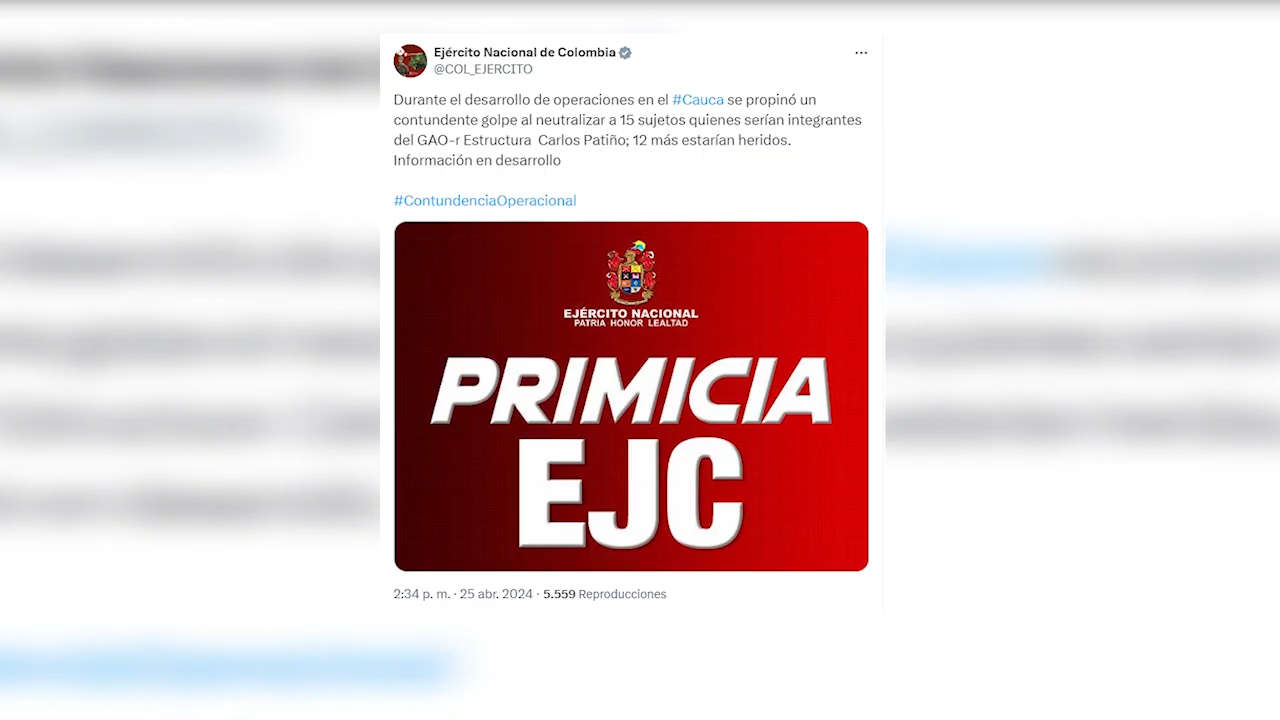 Ejército Nacional de Colombia
@COL_EJERCITO
Durante el desarrollo de operaciones en el #Cauca se propinó un
contundente golpe al neutralizar a 15 sujetos quienes serían integrantes
del GAO-r Estructura Carlos Patiño; 12 más estarían heridos.
Información en desarrollo
#ContundenciaOperacional
EJÉRCITO NACIONAL
PATRIA HONOR LEALTAD
PRIMICIA
EJC
2:34 p. m. · 25 abr. 2024 · 5.559 Reproducciones